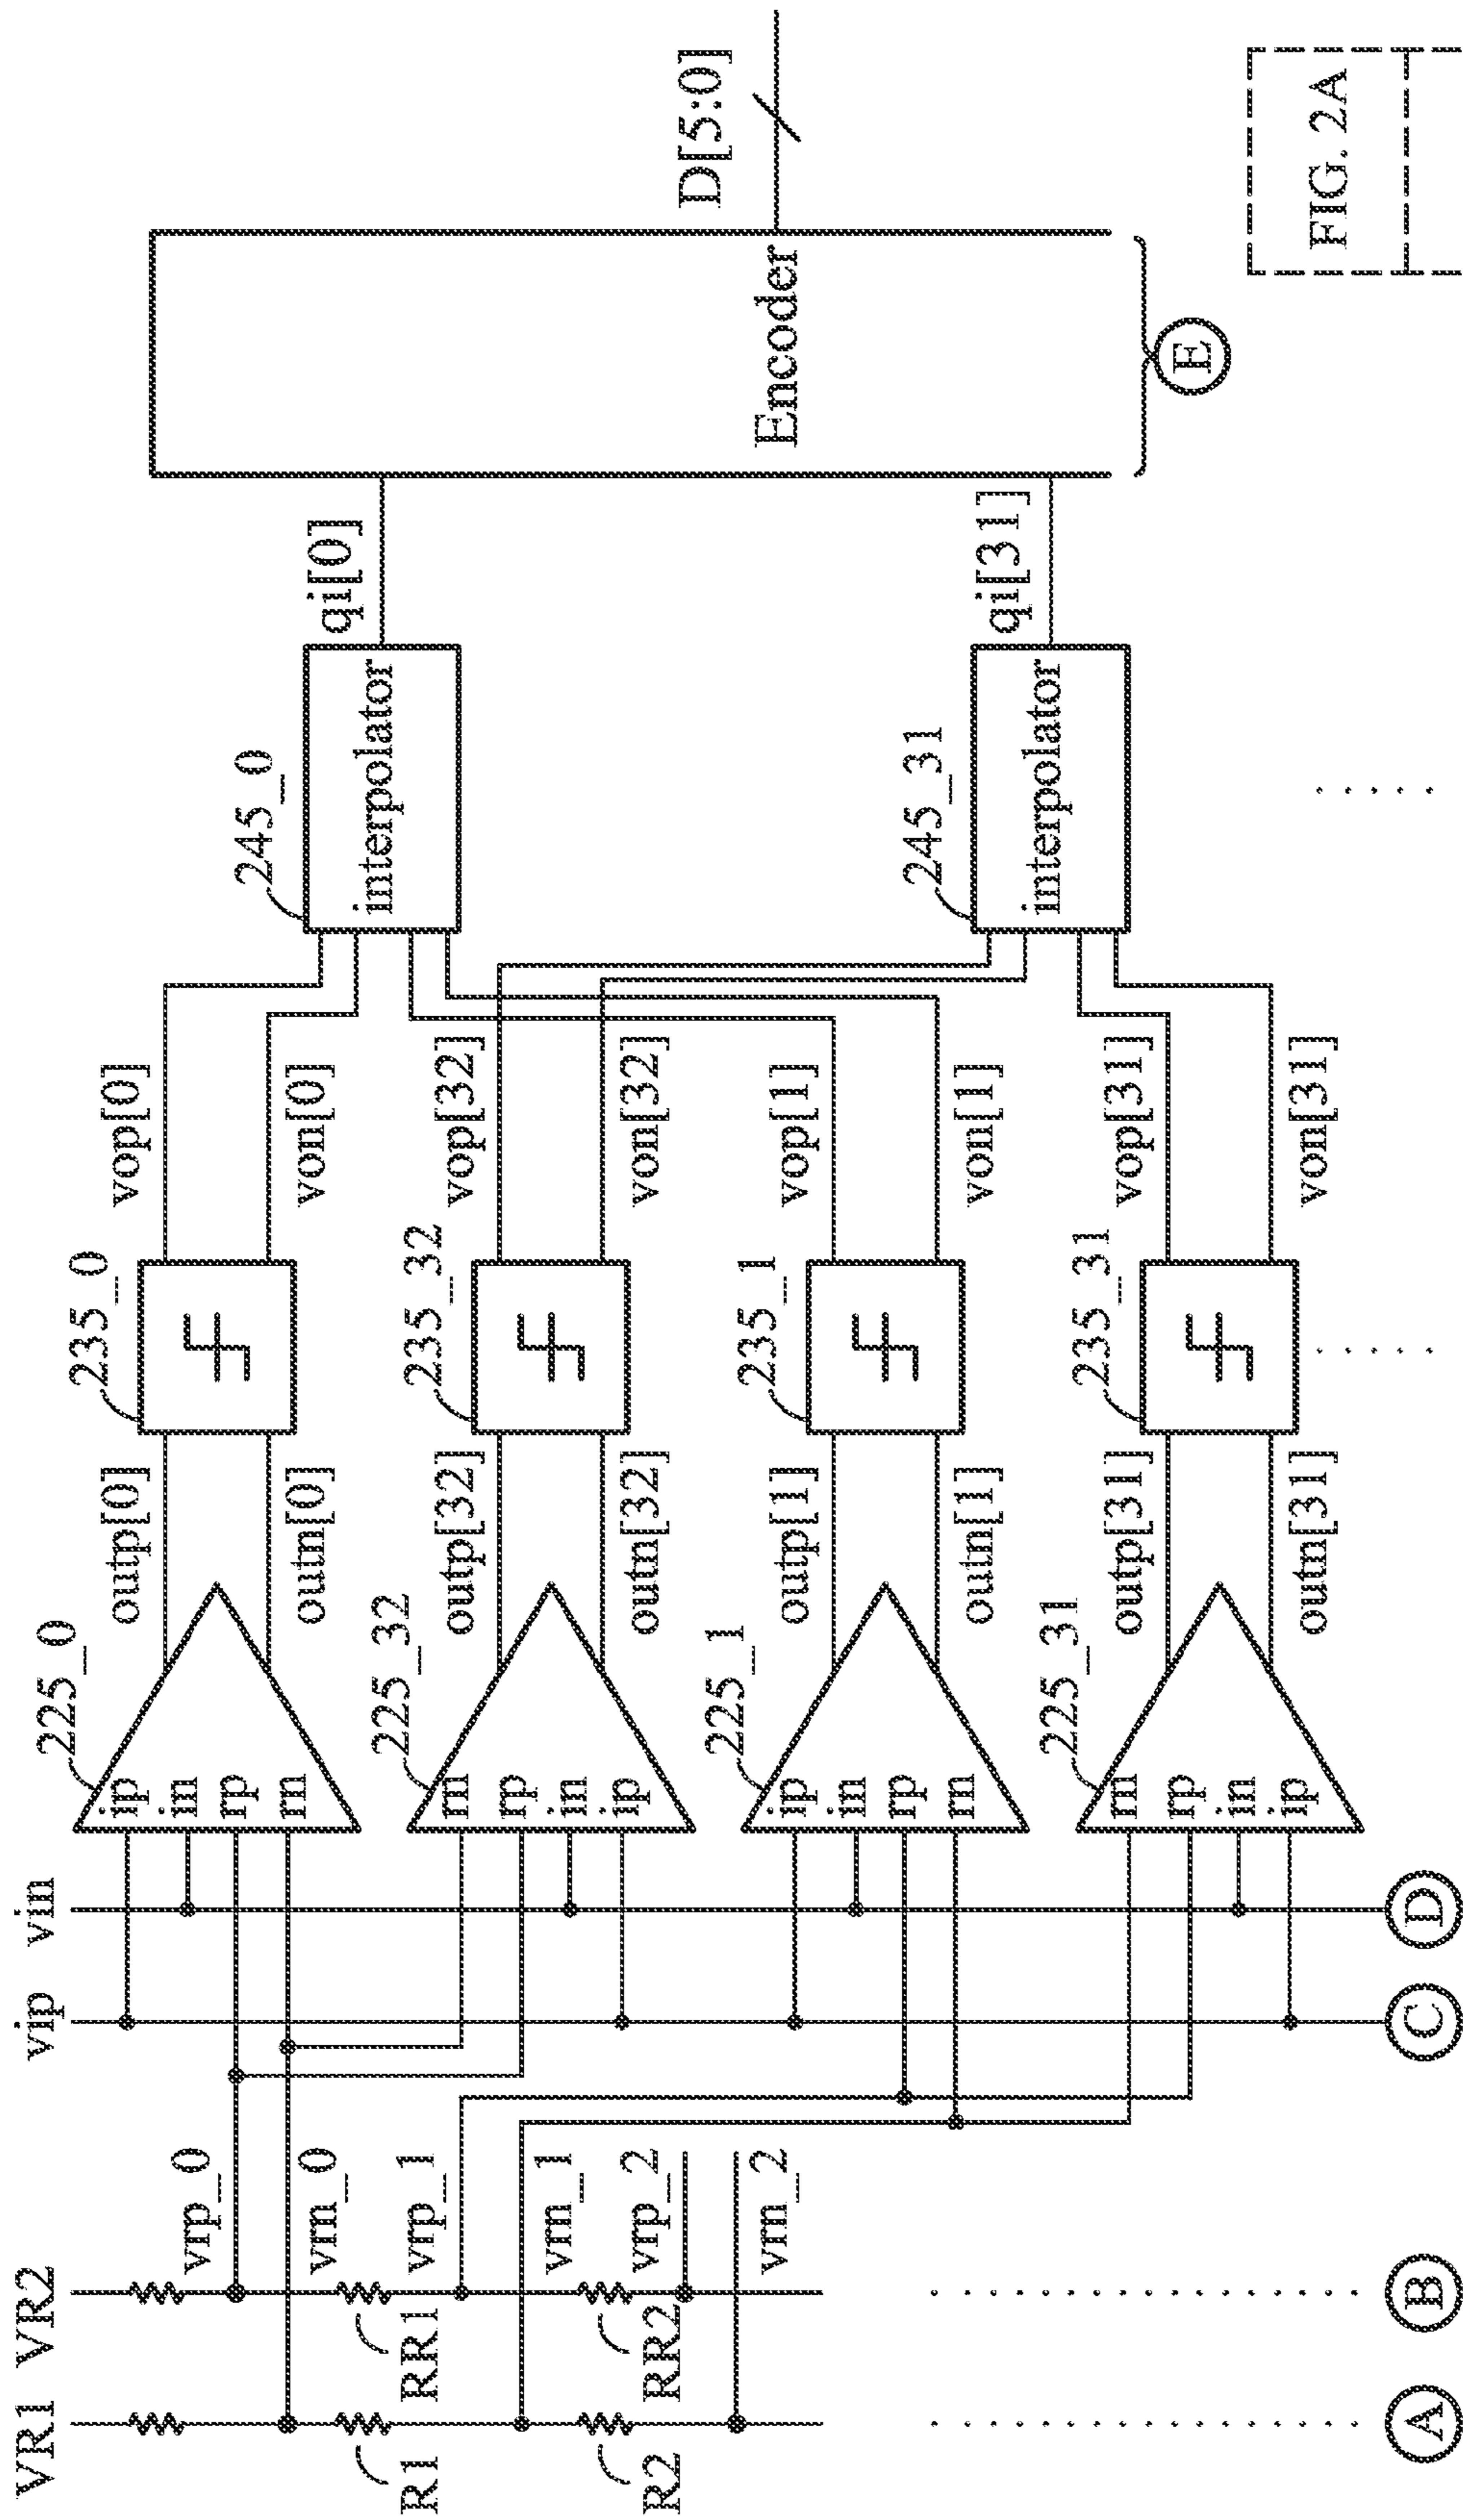 VR1 VR2 vip vin
vrp_0
vrn_0
vrp_1
vrn_1
vrp_2
vrn_2
R1 RR1
R2 RR2
225_0
ip
in
rp
rn
outp[0]
outn[0]
235_0
vop[0]
von[0]
225_32
rn
rp
in
ip
outp[32]
outn[32]
235_32
vop[32]
von[32]
225_1
ip
in
rp
rn
outp[1]
outn[1]
235_1
vop[1]
von[1]
225_31
rn
rp
in
ip
outp[31]
outn[31]
235_31
vop[31]
von[31]
245_0
interpolator
qi[0]
245_31
interpolator
qi[31]
Encoder
D[5:0]
A B C D E
FIG. 2A